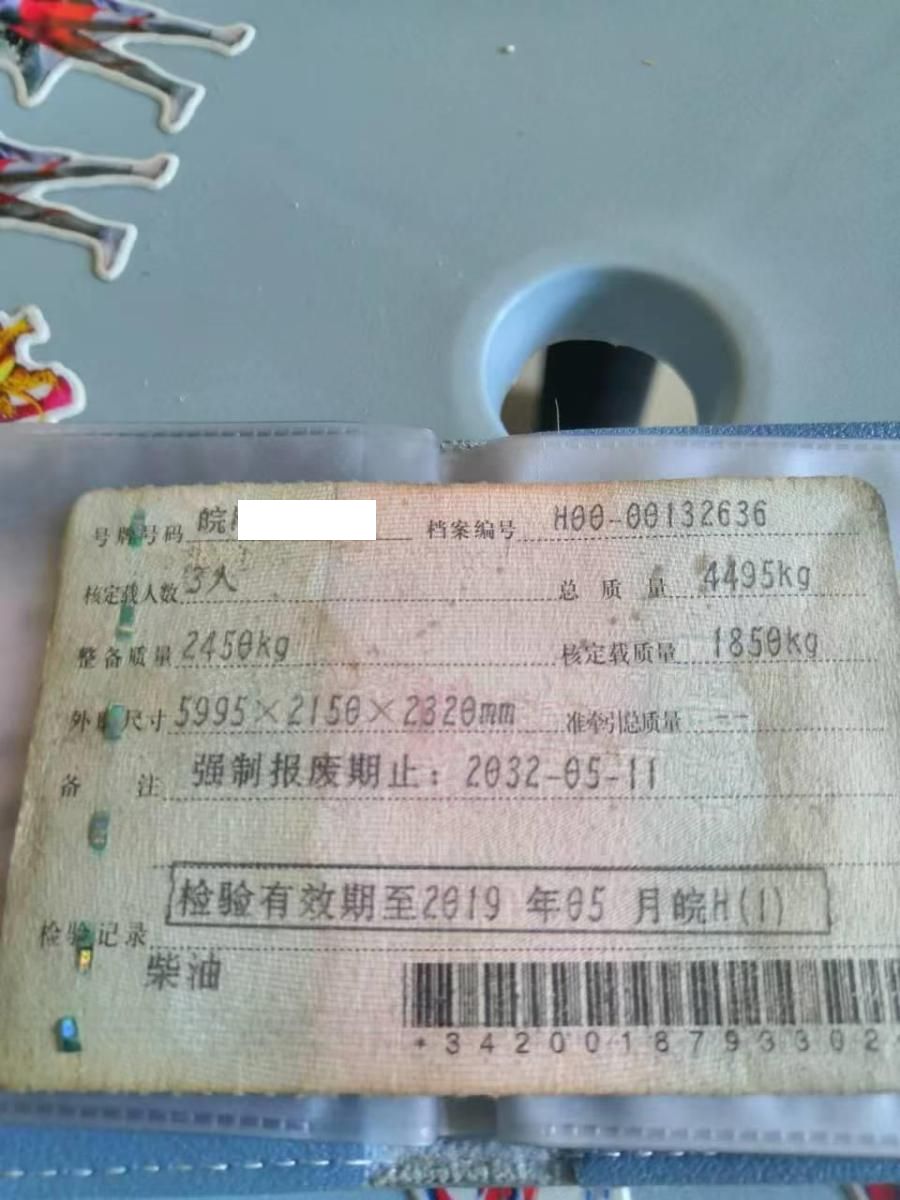 号牌号码 皖 档案编号 H00-00132636
核定载人数 3人 总质量 4495kg
整备质量 2450kg 核定载质量 1850kg
外廓尺寸 5995×2150×2320mm 准牵引总质量 --
备注 强制报废期止：2032-05-11
检验有效期至2019年05月皖H(1)
检验记录
柴油
*3420018793302